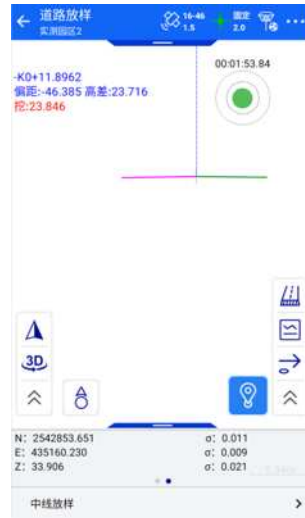 道路放样
实测园区2
16-46
1.5
固定
2.0
-K0+11.8962
偏距:-46.385 高差:23.716
挖:23.846
00:01:53.84
3D
N: 2542853.651
σ: 0.011
E: 435160.230
σ: 0.009
Z: 33.906
σ: 0.021
中线放样